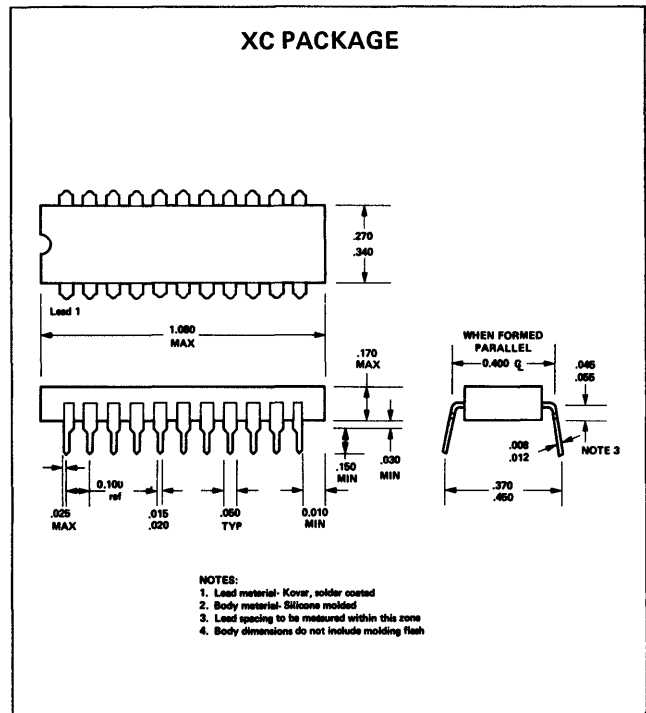 XC PACKAGE
.270
.340
Lead 1
1.080
MAX
.170
MAX
WHEN FORMED
PARALLEL
0.400 ℄
.045
.055
.030
MIN
.150
MIN
.008
.012
NOTE 3
.025
MAX
0.100
ref
.015
.020
.050
TYP
0.010
MIN
.370
.450
NOTES:
1. Lead material- Kovar, solder coated
2. Body material- Silicone molded
3. Lead spacing to be measured within this zone
4. Body dimensions do not include molding flash